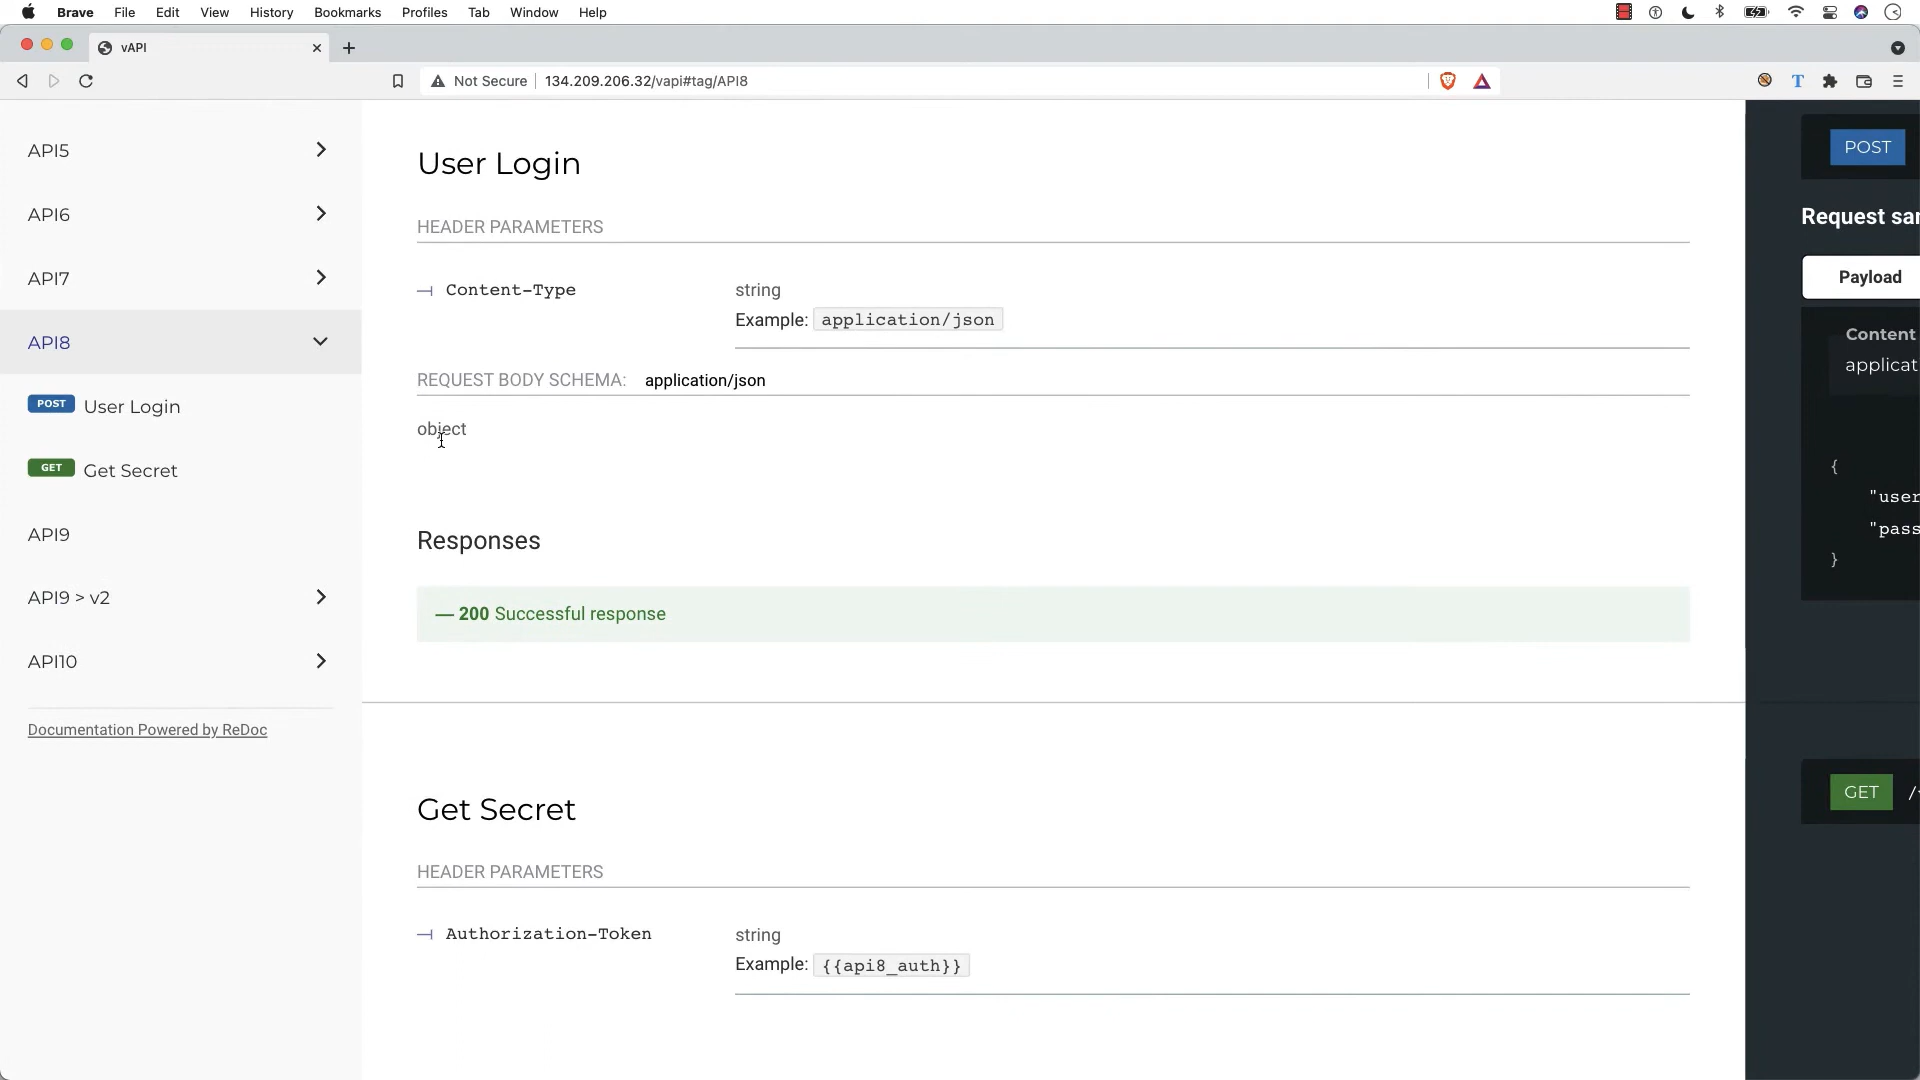 Brave File Edit View History Bookmarks Profiles Tab Window Help
vAPI
Not Secure 134.209.206.32/vapi#tag/API8
T
API5
API6
API7
API8
POST User Login
GET Get Secret
API9
API9 > v2
API10
Documentation Powered by ReDoc
User Login
HEADER PARAMETERS
Content-Type string
Example: application/json
REQUEST BODY SCHEMA: application/json
object
Responses
— 200 Successful response
Get Secret
HEADER PARAMETERS
Authorization-Token string
Example: {{api8_auth}}
POST
Request sa
Payload
Content
applicat
{
"user
"pass
}
GET /